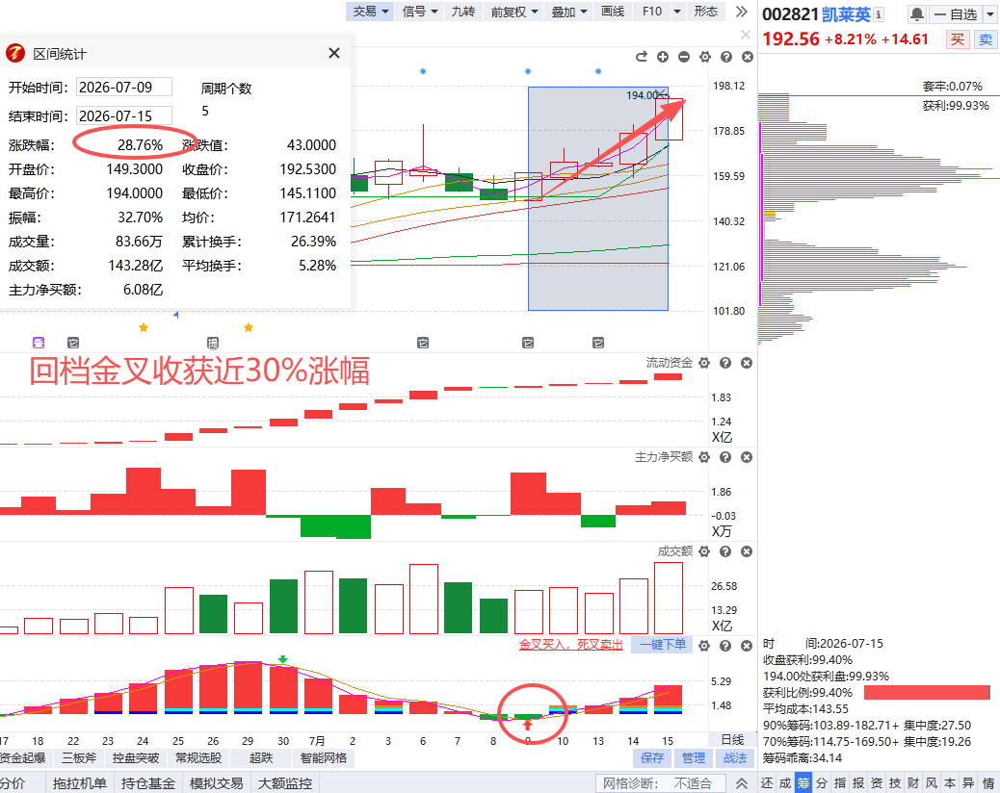 交易 信号 九转 前复权 叠加 画线 F10 形态
002821 凯莱英
自选
192.56 +8.21% +14.61 买 卖
区间统计
开始时间: 2026-07-09 周期个数
结束时间: 2026-07-15 5
涨跌幅: 28.76% 涨跌值: 43.0000
开盘价: 149.3000 收盘价: 192.5300
最高价: 194.0000 最低价: 145.1100
振幅: 32.70% 均价: 171.2641
成交量: 83.66万 累计换手: 26.39%
成交额: 143.28亿 平均换手: 5.28%
主力净买额: 6.08亿
194.00
198.12
178.85
159.59
140.32
121.06
101.80
套牢:0.07%
获利:99.93%
回档金叉收获近30%涨幅
流动资金
1.83
1.24
X亿
主力净买额
1.86
-0.03
X万
成交额
26.58
13.29
X亿
金叉买入，死叉卖出 一键下单
5.29
1.48
17 18 22 23 24 25 26 29 30 7月 2 3 6 7 8 9 10 13 14 15 日线
时 间:2026-07-15
收盘获利:99.40%
194.00处获利盘:99.93%
获利比例:99.40%
平均成本:143.55
90%筹码:103.89-182.71+ 集中度:27.50
70%筹码:114.75-169.50+ 集中度:19.26
筹码乖离:34.14
资金起爆 三板斧 控盘突破 常规选股 超跌 智能网格 保存 管理 战法
分价 拖拉机单 持仓基金 模拟交易 大额监控 网格诊断: 不适合
还 成 筹 分 指 报 资 技 财 风 本 异 情